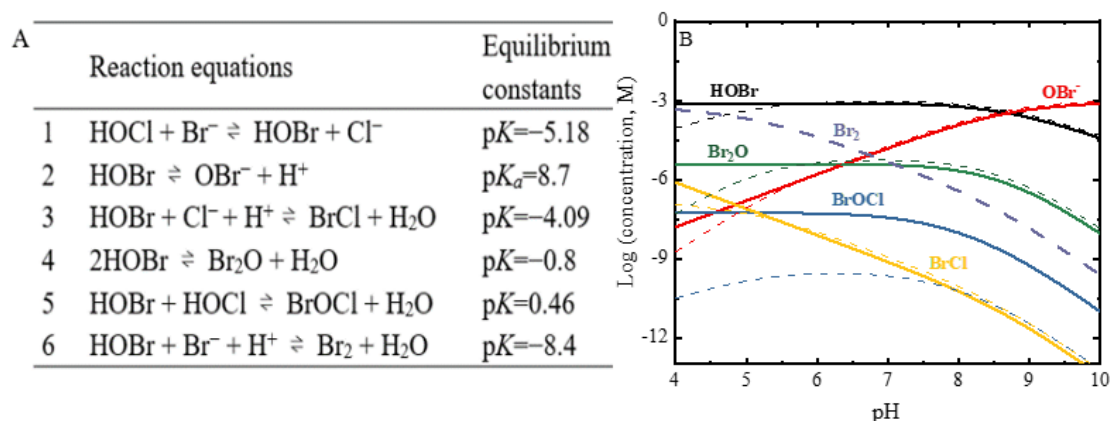 A
Reaction equations
Equilibrium
constants
1 HOCl + Br⁻ ⇌ HOBr + Cl⁻ pK=−5.18
2 HOBr ⇌ OBr⁻ + H⁺ pKₐ=8.7
3 HOBr + Cl⁻ + H⁺ ⇌ BrCl + H₂O pK=−4.09
4 2HOBr ⇌ Br₂O + H₂O pK=−0.8
5 HOBr + HOCl ⇌ BrOCl + H₂O pK=0.46
6 HOBr + Br⁻ + H⁺ ⇌ Br₂ + H₂O pK=−8.4
B
Log (concentration, M)
0
-3
-6
-9
-12
HOBr
OBr⁻
Br₂
Br₂O
BrOCl
BrCl
4 5 6 7 8 9 10
pH